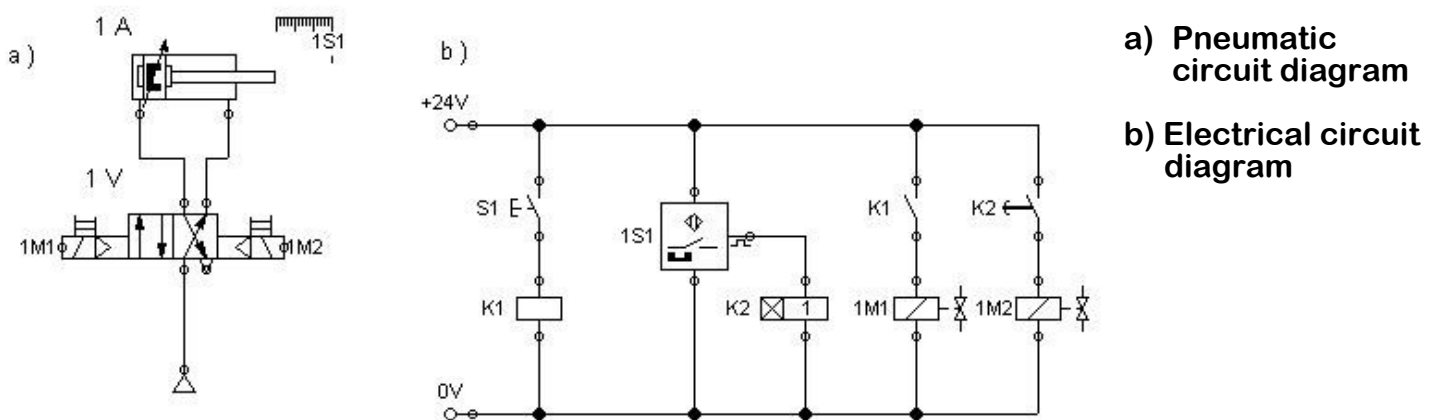 1 A
1S1
a )
1 V
1M1
1M2
b )
+24V
S1
K1
K2
1S1
K1
K2
1
1M1
1M2
0V
a) Pneumatic
circuit diagram
b) Electrical circuit
diagram